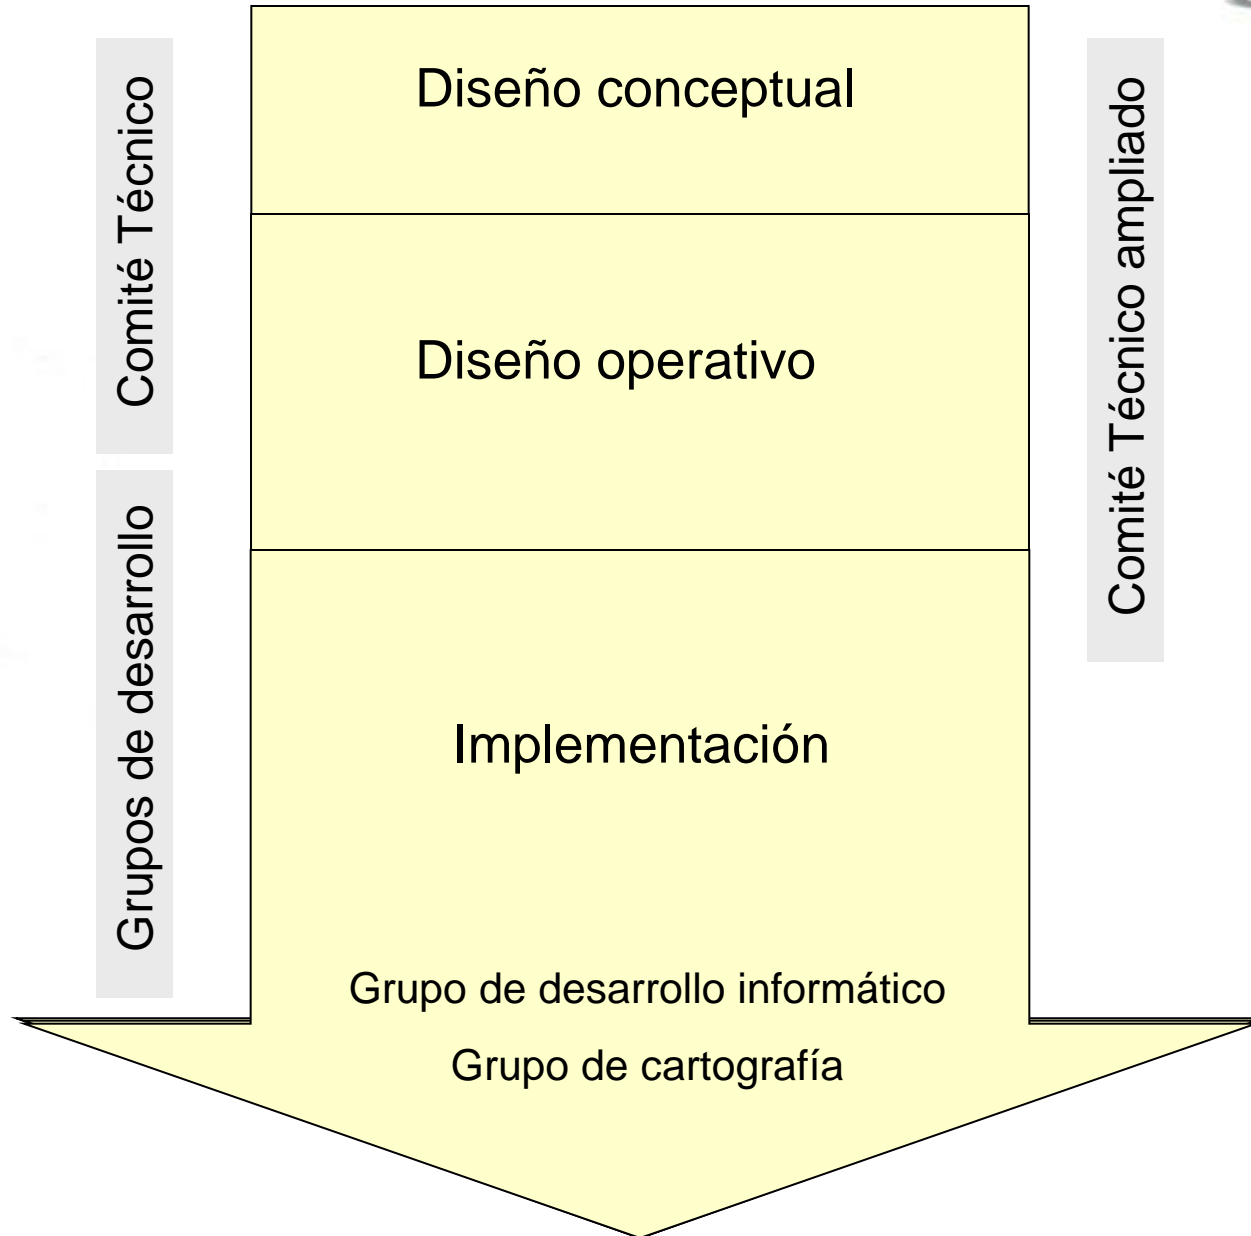 Diseño conceptual
Comité Técnico
Comité Técnico ampliado
Diseño operativo
Grupos de desarrollo
Implementación
Grupo de desarrollo informático
Grupo de cartografía